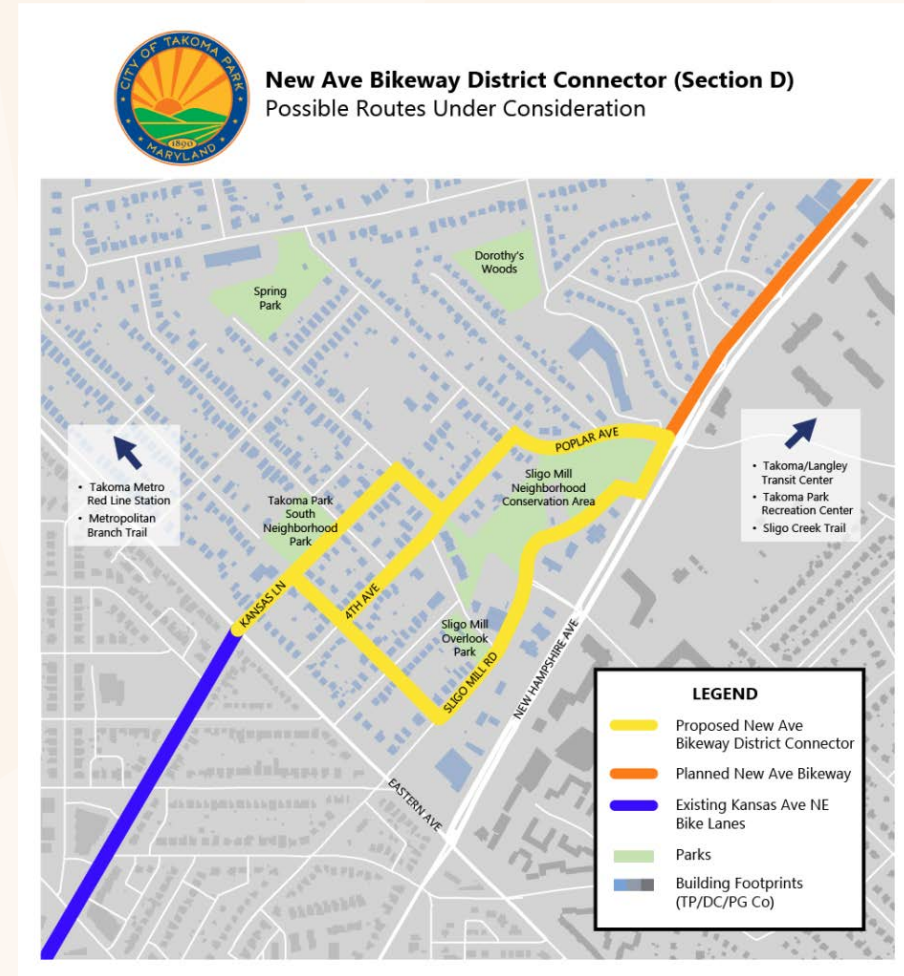 CITY OF TAKOMA PARK
1890
MARYLAND
New Ave Bikeway District Connector (Section D)
Possible Routes Under Consideration
Dorothy's
Woods
Spring
Park
POPLAR AVE
Sligo Mill
Neighborhood
Conservation Area
• Takoma Metro
Red Line Station
• Metropolitan
Branch Trail
• Takoma/Langley
Transit Center
• Takoma Park
Recreation Center
• Sligo Creek Trail
Takoma Park
South
Neighborhood
Park
KANSAS LN
4TH AVE
Sligo Mill
Overlook
Park
SLIGO MILL RD
NEW HAMPSHIRE AVE
EASTERN AVE
LEGEND
Proposed New Ave
Bikeway District Connector
Planned New Ave Bikeway
Existing Kansas Ave NE
Bike Lanes
Parks
Building Footprints
(TP/DC/PG Co)